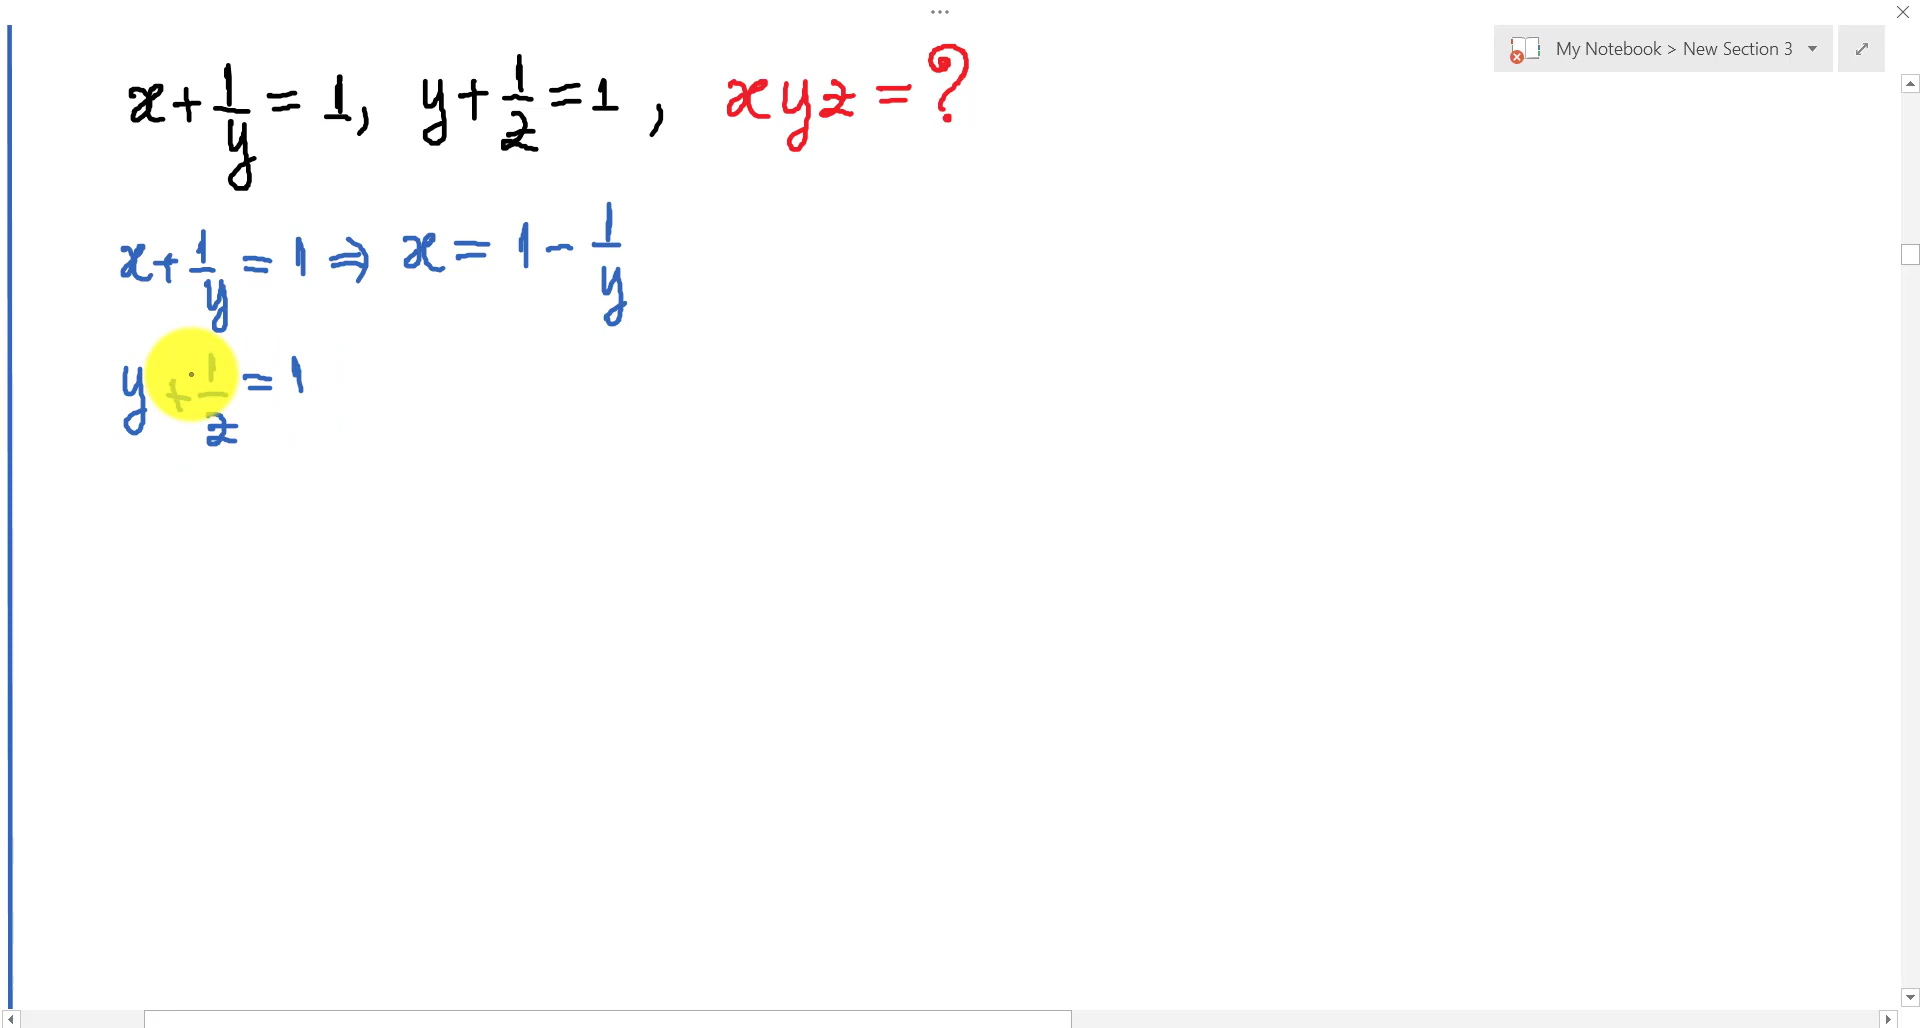 My Notebook > New Section 3
x + 1/y = 1, y + 1/z = 1, xyz = ?
x + 1/y = 1 ⇒ x = 1 - 1/y
y + 1/z = 1